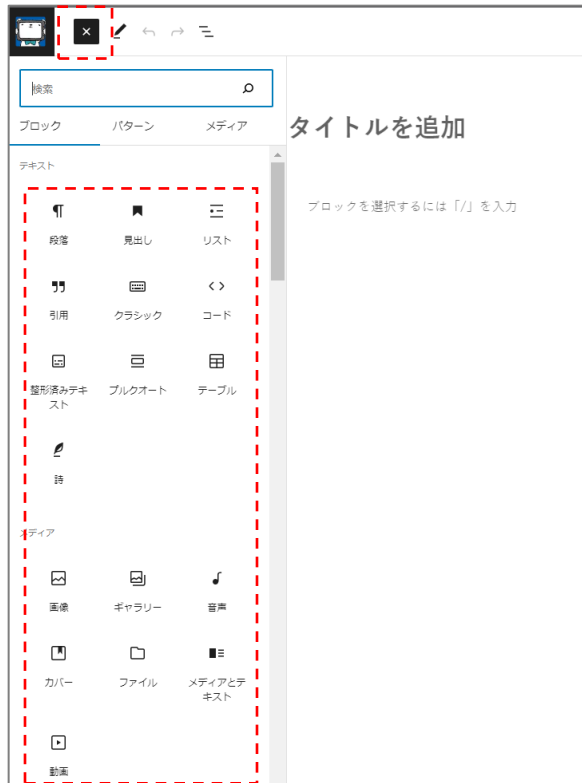 検索
ブロック パターン メディア
タイトルを追加
テキスト
ブロックを選択するには「/」を入力
段落 見出し リスト
引用 クラシック コード
整形済みテキ
スト
プルクオート テーブル
詩
メディア
画像 ギャラリー 音声
カバー ファイル メディアとテ
キスト
動画